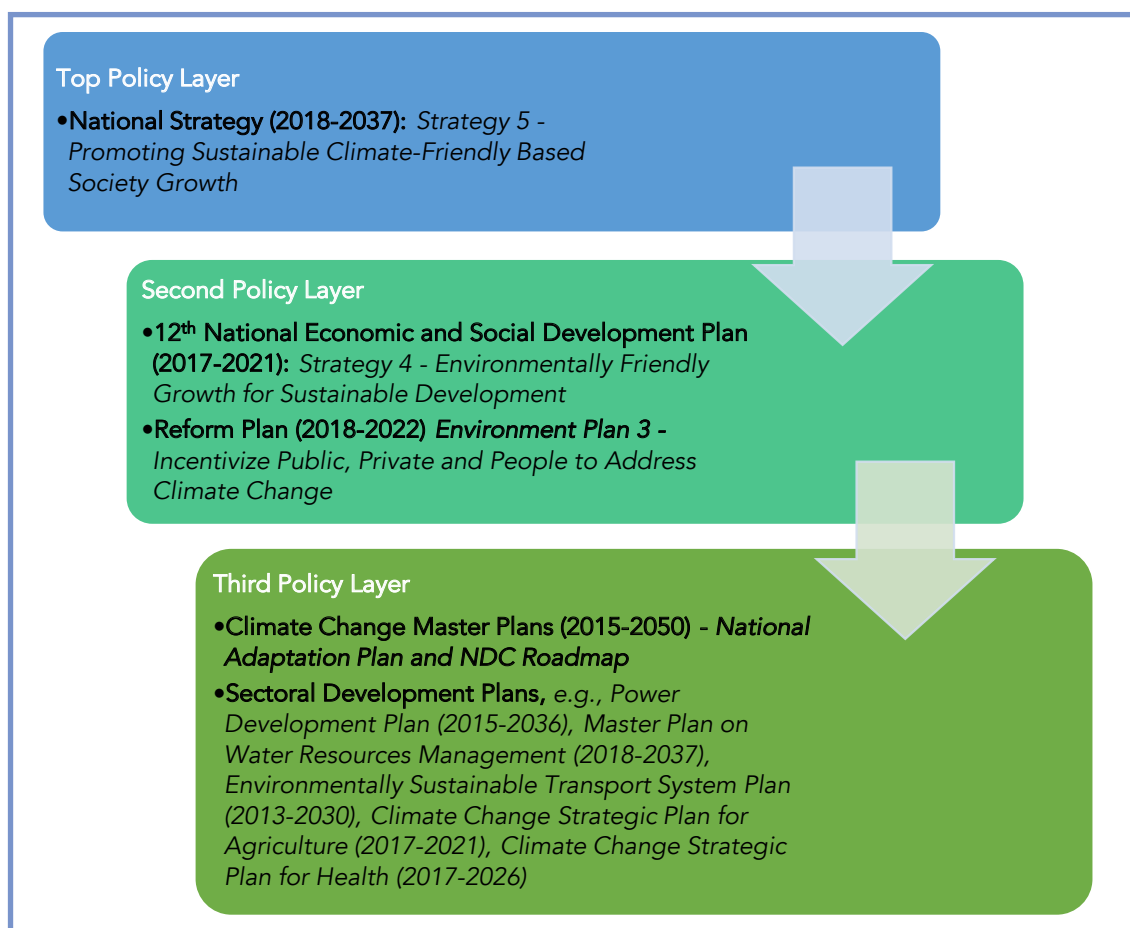 Top Policy Layer
•National Strategy (2018-2037): Strategy 5 -
Promoting Sustainable Climate-Friendly Based
Society Growth
Second Policy Layer
•12th National Economic and Social Development Plan
(2017-2021): Strategy 4 - Environmentally Friendly
Growth for Sustainable Development
•Reform Plan (2018-2022) Environment Plan 3 -
Incentivize Public, Private and People to Address
Climate Change
Third Policy Layer
•Climate Change Master Plans (2015-2050) - National
Adaptation Plan and NDC Roadmap
•Sectoral Development Plans, e.g., Power
Development Plan (2015-2036), Master Plan on
Water Resources Management (2018-2037),
Environmentally Sustainable Transport System Plan
(2013-2030), Climate Change Strategic Plan for
Agriculture (2017-2021), Climate Change Strategic
Plan for Health (2017-2026)